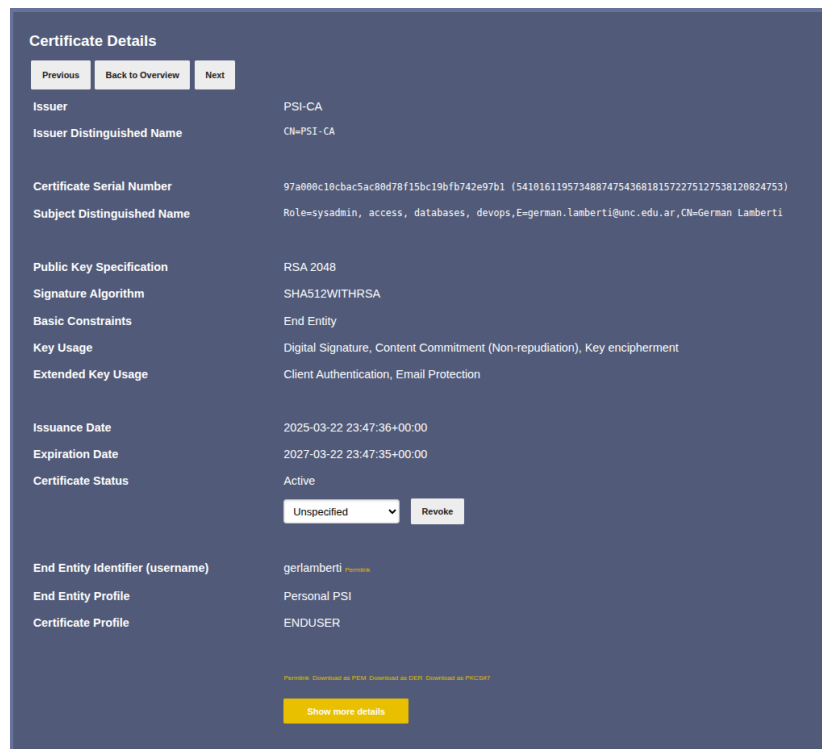 Certificate Details
Previous Back to Overview Next
Issuer PSI-CA
Issuer Distinguished Name CN=PSI-CA
Certificate Serial Number 97a000c10cbac5ac80d78f15bc19bfb742e97b1 (54101611957348874754368181572275127538120824753)
Subject Distinguished Name Role=sysadmin, access, databases, devops,E=german.lamberti@unc.edu.ar,CN=German Lamberti
Public Key Specification RSA 2048
Signature Algorithm SHA512WITHRSA
Basic Constraints End Entity
Key Usage Digital Signature, Content Commitment (Non-repudiation), Key encipherment
Extended Key Usage Client Authentication, Email Protection
Issuance Date 2025-03-22 23:47:36+00:00
Expiration Date 2027-03-22 23:47:35+00:00
Certificate Status Active
Unspecified Revoke
End Entity Identifier (username) gerlamberti Permlink
End Entity Profile Personal PSI
Certificate Profile ENDUSER
Permlink Download as PEM Download as DER Download as PKCS#7
Show more details